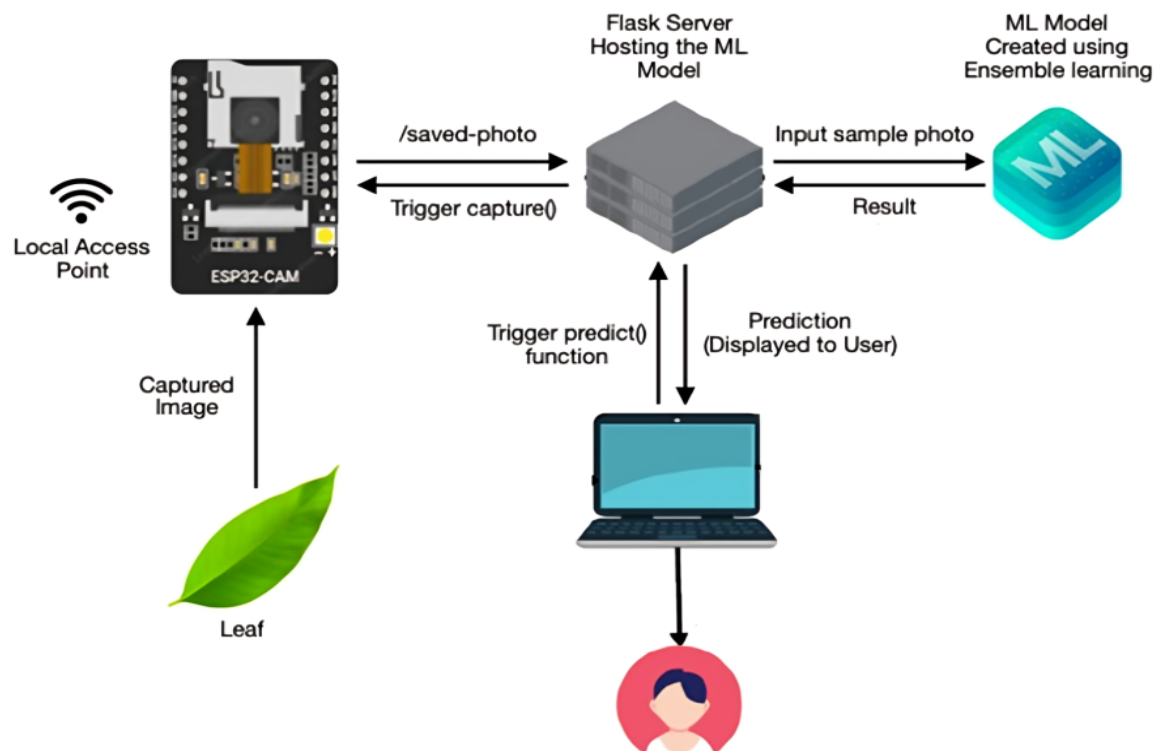 Flask Server
Hosting the ML
Model
ML Model
Created using
Ensemble learning
/saved-photo
Input sample photo
ML
Trigger capture()
Result
Local Access
Point
ESP32-CAM
Trigger predict()
function
Prediction
(Displayed to User)
Captured
Image
Leaf